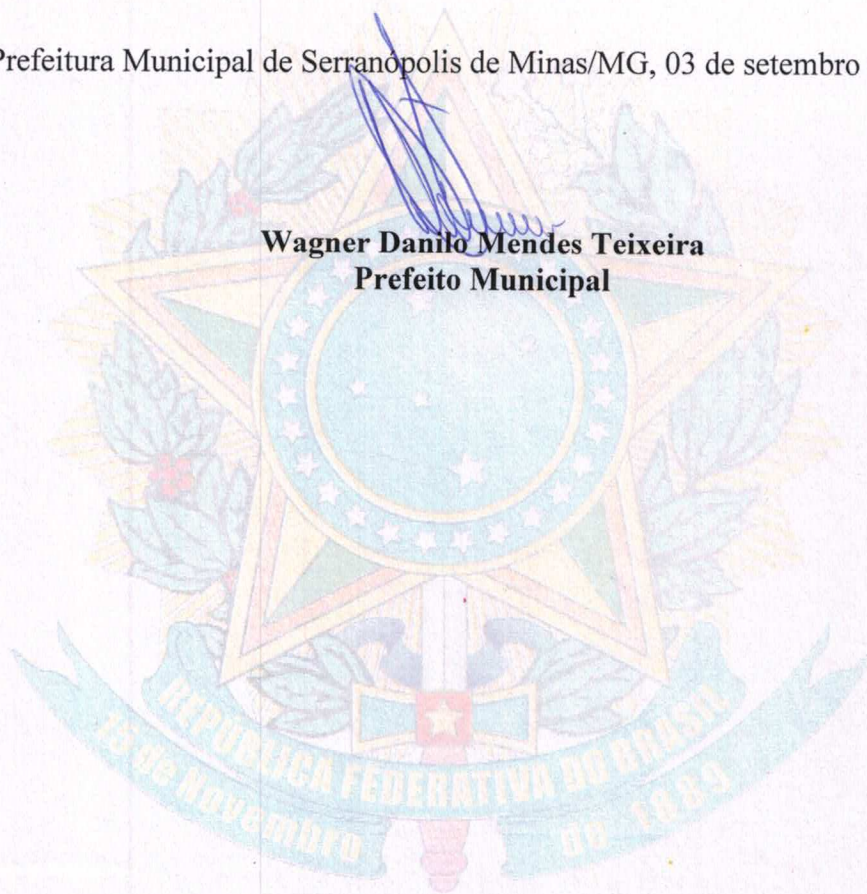 Prefeitura Municipal de Serranópolis de Minas/MG, 03 de setembro
Wagner Danilo Mendes Teixeira
Prefeito Municipal
REPÚBLICA FEDERATIVA DO BRASIL
15 de Novembro de 1889